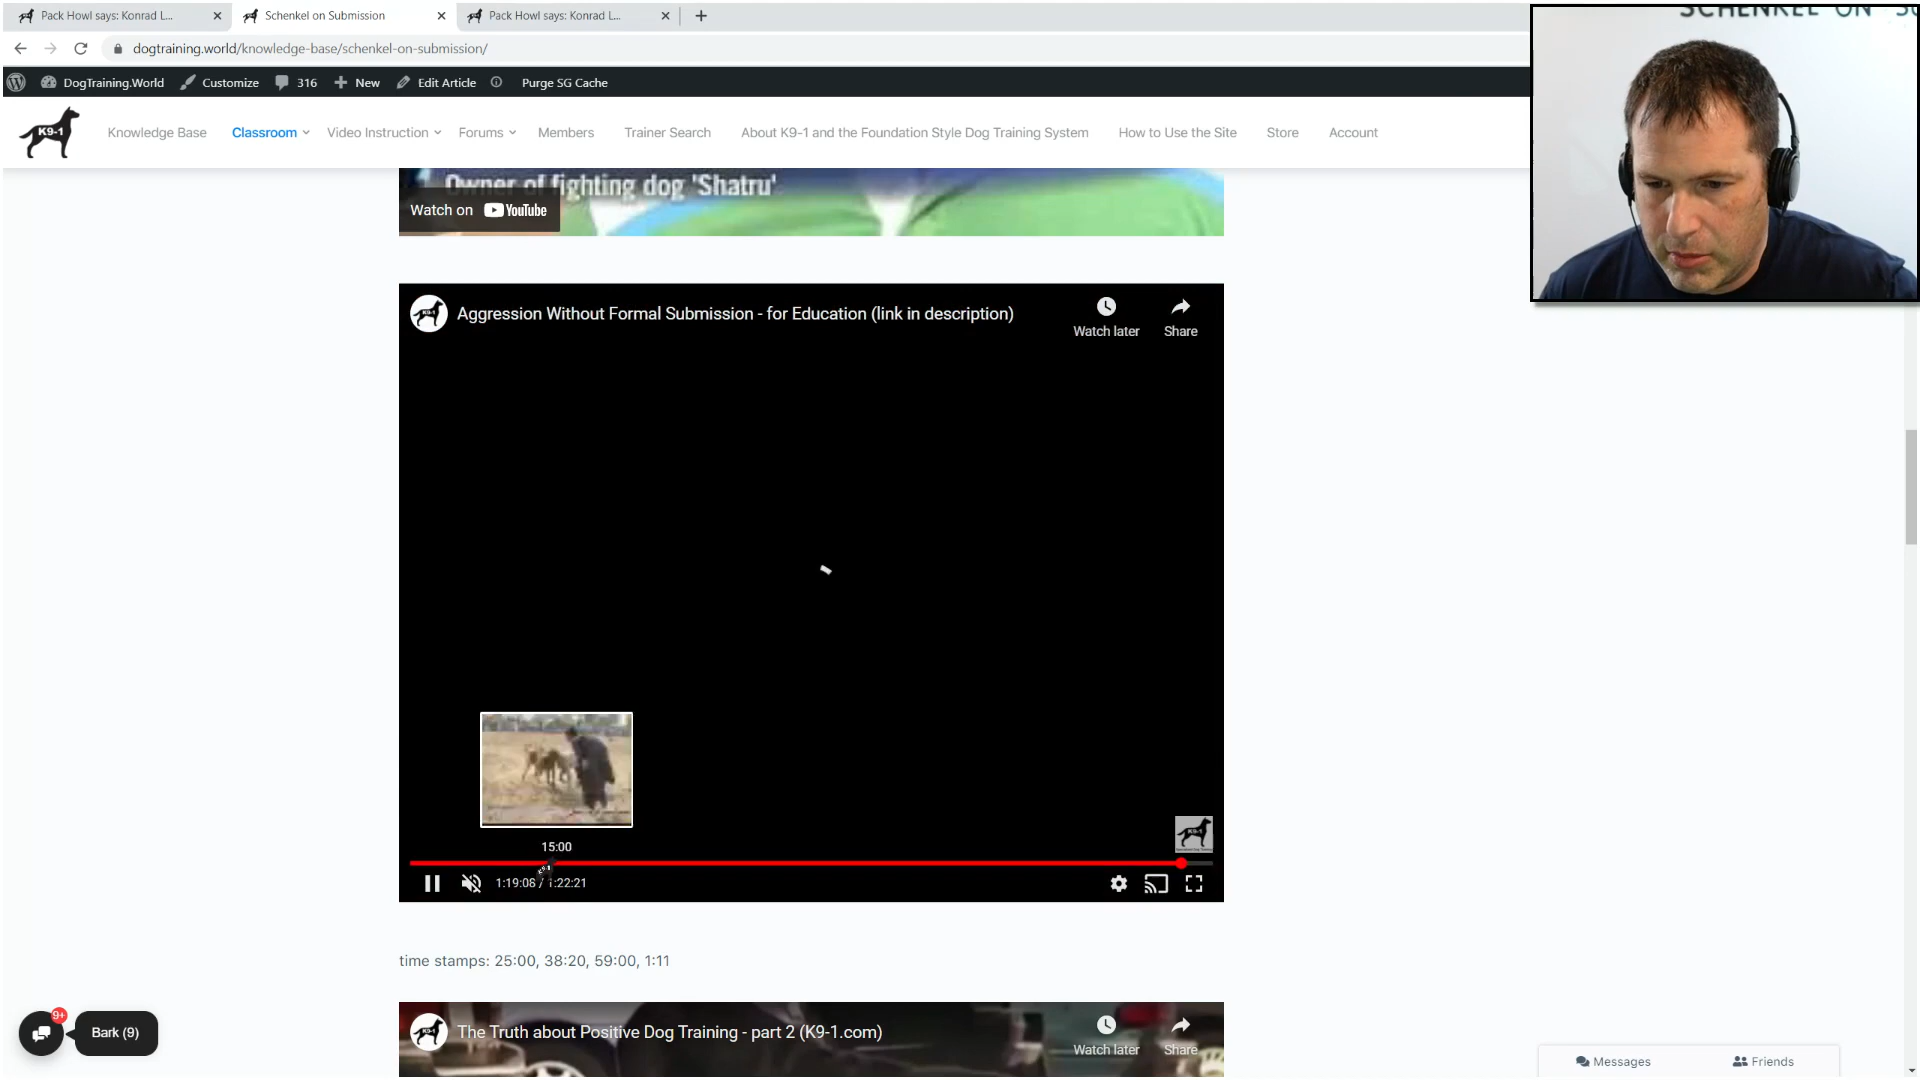 Pack Howl says: Konrad L...
Schenkel on Submission
Pack Howl says: Konrad L...
dogtraining.world/knowledge-base/schenkel-on-submission/
DogTraining.World
Customize
316
New
Edit Article
Purge SG Cache
SCHENKEL ON
K9-1
Knowledge Base
Classroom
Video Instruction
Forums
Members
Trainer Search
About K9-1 and the Foundation Style Dog Training System
How to Use the Site
Store
Account
Owner of fighting dog 'Shatru'
Watch on YouTube
Aggression Without Formal Submission - for Education (link in description)
Watch later
Share
15:00
1:19:08 / 1:22:21
time stamps: 25:00, 38:20, 59:00, 1:11
The Truth about Positive Dog Training - part 2 (K9-1.com)
Watch later
Share
9+
Bark (9)
Messages
Friends